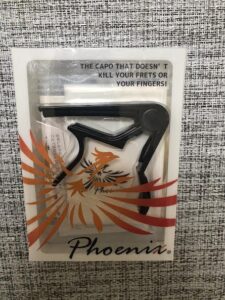 THE CAPO THAT DOESN' T
KILL YOUR FRETS OR
YOUR FINGERS!
Phoenix®